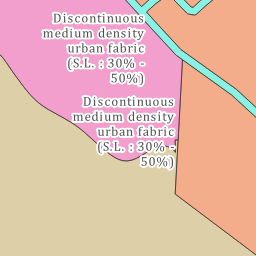 Discontinuous
medium density
urban fabric
(S.L. : 30% -
50%)
Discontinuous
medium density
urban fabric
(S.L. : 30% -
50%)